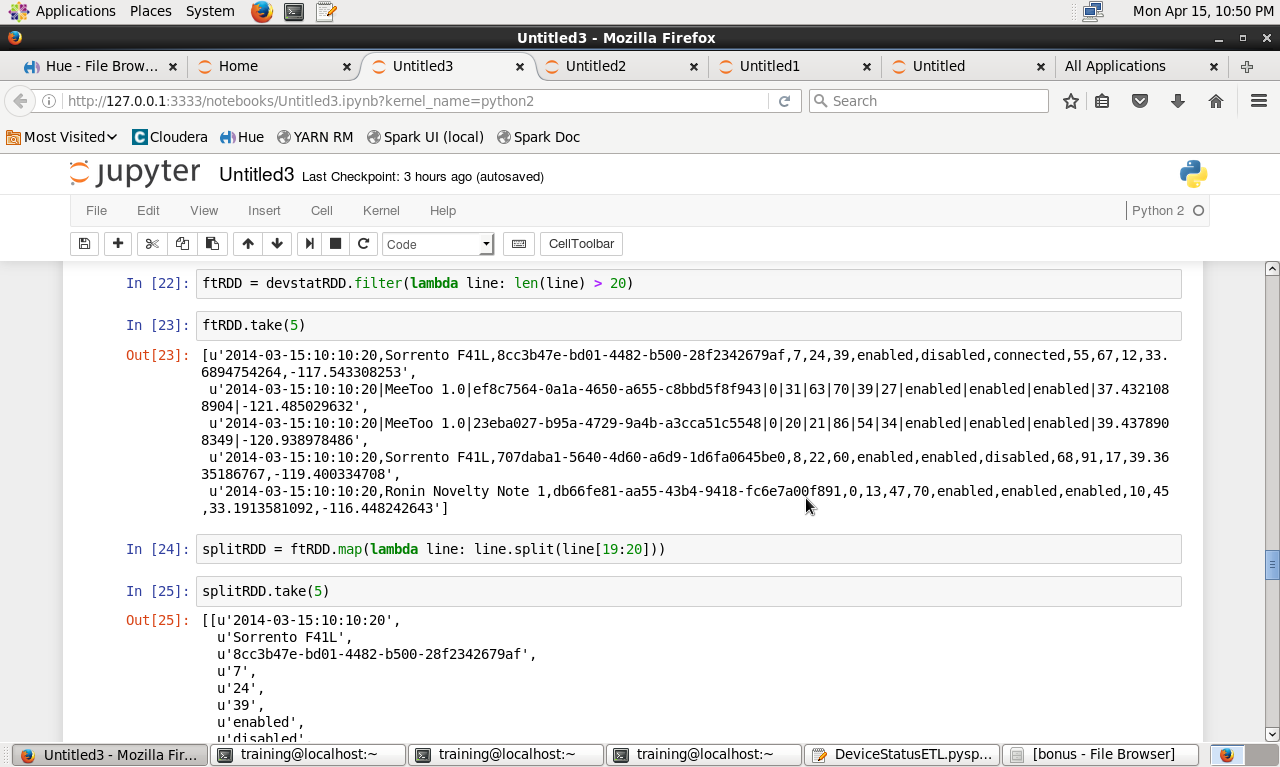 Applications Places System Mon Apr 15, 10:50 PM
Untitled3 - Mozilla Firefox
Hue - File Brow... Home Untitled3 Untitled2 Untitled1 Untitled All Applications
http://127.0.0.1:3333/notebooks/Untitled3.ipynb?kernel_name=python2 Search
Most Visited Cloudera Hue YARN RM Spark UI (local) Spark Doc
jupyter Untitled3 Last Checkpoint: 3 hours ago (autosaved)
File Edit View Insert Cell Kernel Help Python 2
Code CellToolbar
In [22]: ftRDD = devstatRDD.filter(lambda line: len(line) > 20)
In [23]: ftRDD.take(5)
Out[23]: [u'2014-03-15:10:10:20,Sorrento F41L,8cc3b47e-bd01-4482-b500-28f2342679af,7,24,39,enabled,disabled,connected,55,67,12,33.
6894754264,-117.543308253',
u'2014-03-15:10:10:20|MeeToo 1.0|ef8c7564-0a1a-4650-a655-c8bbd5f8f943|0|31|63|70|39|27|enabled|enabled|enabled|37.432108
8904|-121.485029632',
u'2014-03-15:10:10:20|MeeToo 1.0|23eba027-b95a-4729-9a4b-a3cca51c5548|0|20|21|86|54|34|enabled|enabled|enabled|39.437890
8349|-120.938978486',
u'2014-03-15:10:10:20,Sorrento F41L,707daba1-5640-4d60-a6d9-1d6fa0645be0,8,22,60,enabled,enabled,disabled,68,91,17,39.36
35186767,-119.400334708',
u'2014-03-15:10:10:20,Ronin Novelty Note 1,db66fe81-aa55-43b4-9418-fc6e7a00f891,0,13,47,70,enabled,enabled,enabled,10,45
,33.1913581092,-116.448242643']
In [24]: splitRDD = ftRDD.map(lambda line: line.split(line[19:20]))
In [25]: splitRDD.take(5)
Out[25]: [[u'2014-03-15:10:10:20',
u'Sorrento F41L',
u'8cc3b47e-bd01-4482-b500-28f2342679af',
u'7',
u'24',
u'39',
u'enabled',
u'disabled',
Untitled3 - Mozilla Fir... training@localhost:~ training@localhost:~ training@localhost:~ DeviceStatusETL.pysp... [bonus - File Browser]